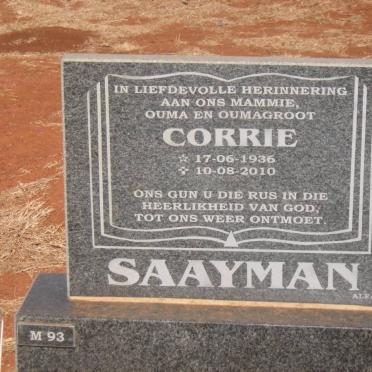 IN LIEFDEVOLLE HERINNERING
AAN ONS MAMMIE,
OUMA EN OUMAGROOT
CORRIE
☆ 17-06-1936
✣ 10-08-2010
ONS GUN U DIE RUS IN DIE
HEERLIKHEID VAN GOD,
TOT ONS WEER ONTMOET.
SAAYMAN
M 93